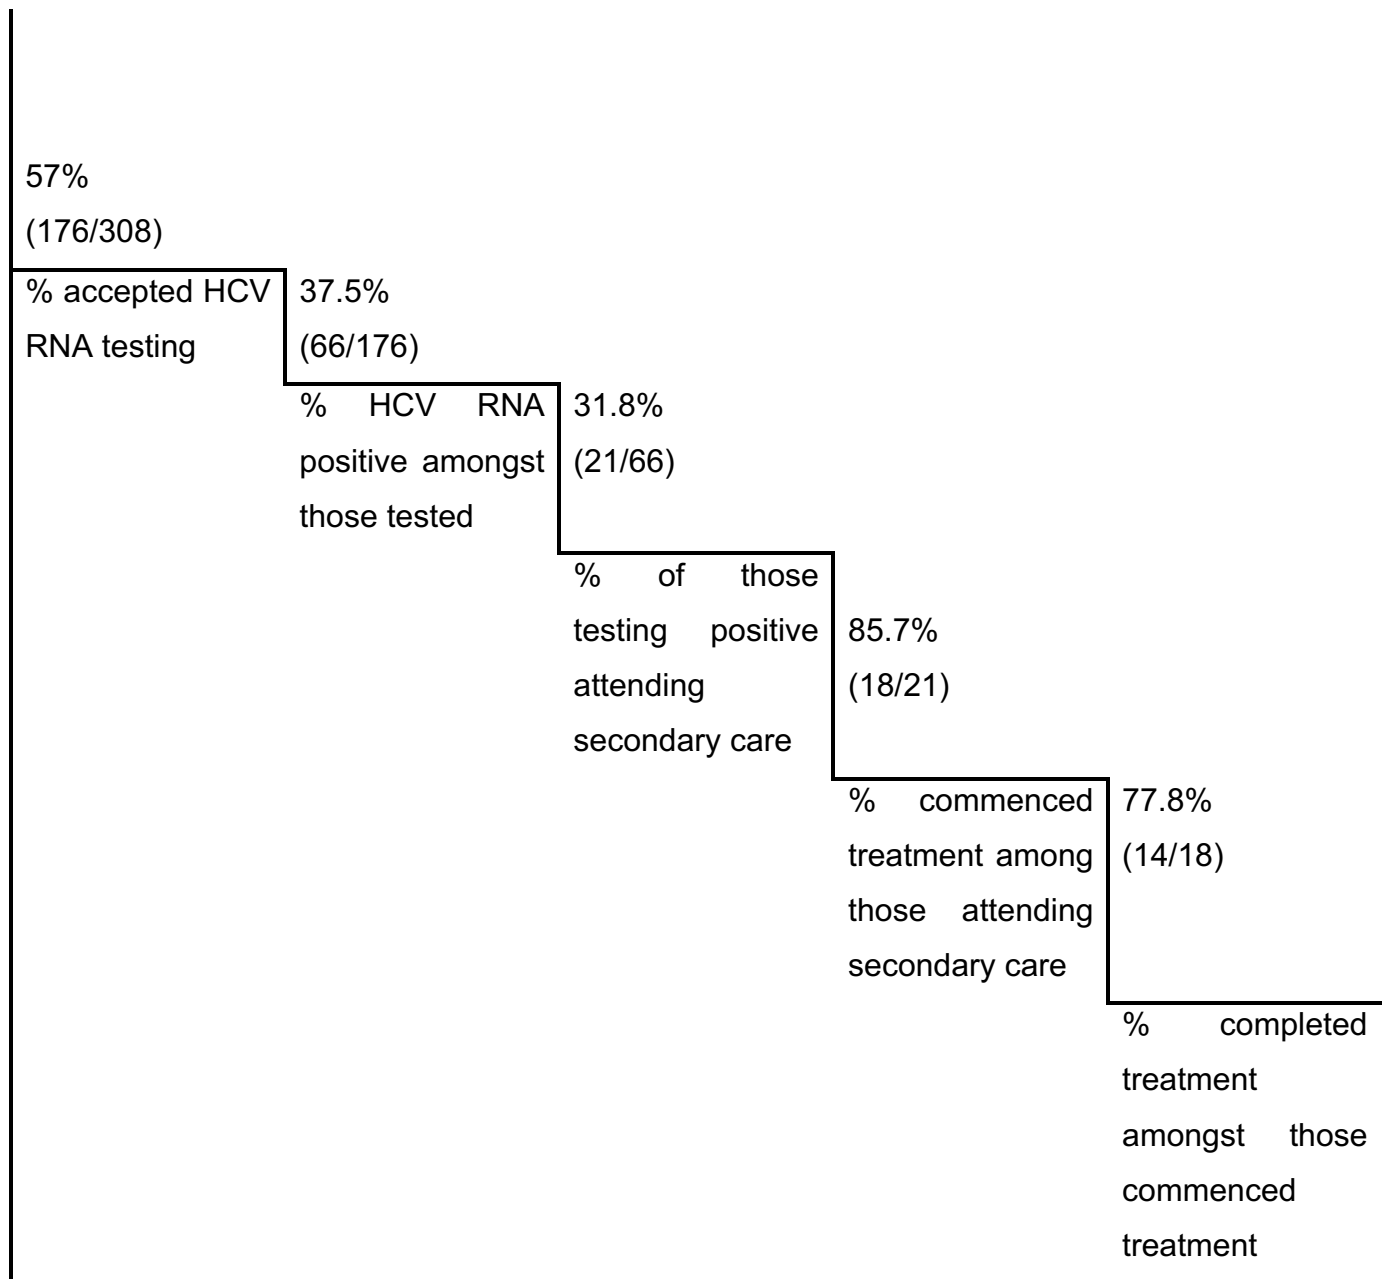 57%
(176/308)
% accepted HCV
RNA testing
37.5%
(66/176)
% HCV RNA
positive amongst
those tested
31.8%
(21/66)
% of those
testing positive
attending
secondary care
85.7%
(18/21)
% commenced
treatment among
those attending
secondary care
77.8%
(14/18)
% completed
treatment
amongst those
commenced
treatment